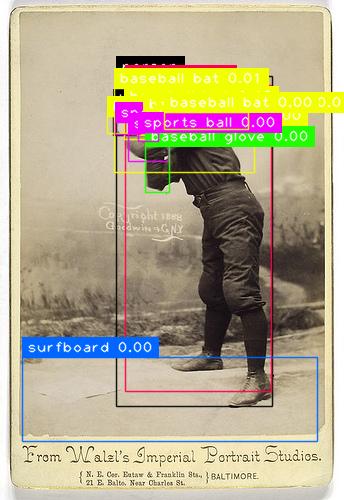 baseball bat 0.01
baseball bat 0.00
0.0
sports ball 0.00
baseball glove 0.00
Copyright 1888
Goodwin & Co. N.Y.
surfboard 0.00
From Walzl's Imperial Portrait Studios.
N. E. Cor. Eutaw & Franklin Sts.,
21 E. Balto. Near Charles St.
BALTIMORE.